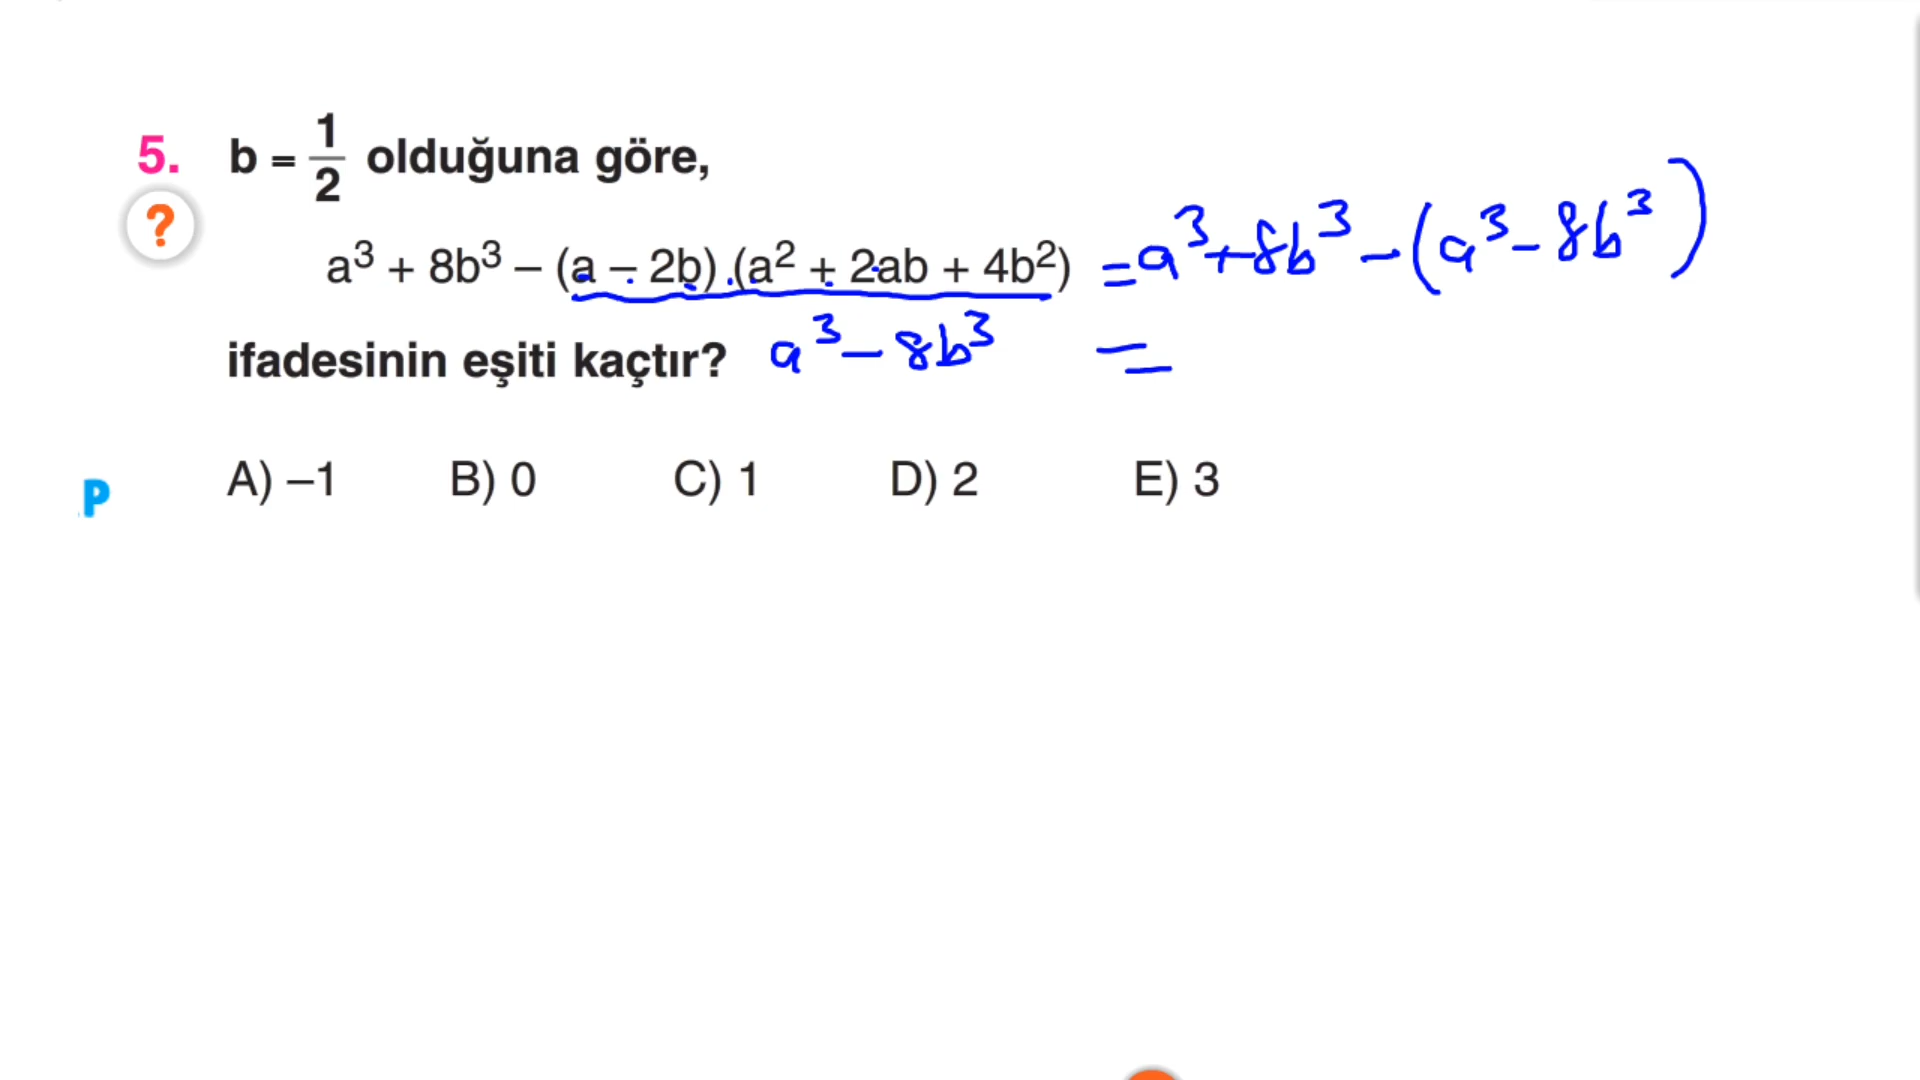 5. b = 1/2 olduğuna göre,
?
a³ + 8b³ – (a – 2b) . (a² + 2ab + 4b²) = a³ + 8b³ – (a³ – 8b³)
ifadesinin eşiti kaçtır? a³ – 8b³ =
A) –1 B) 0 C) 1 D) 2 E) 3
P